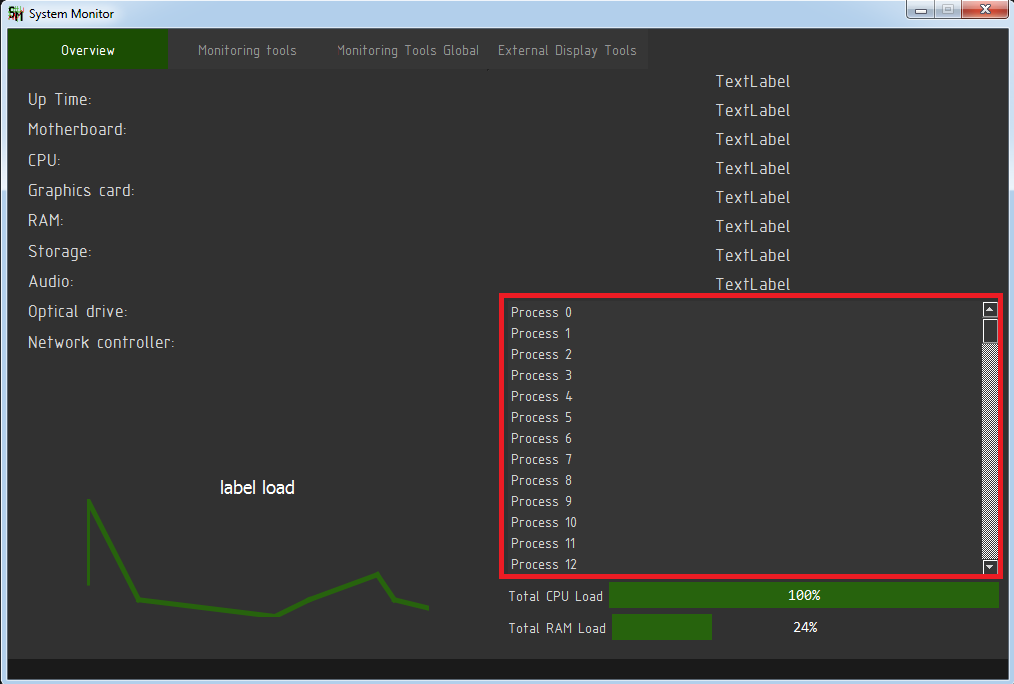 SM System Monitor
Overview Monitoring tools Monitoring Tools Global External Display Tools
Up Time:
Motherboard:
CPU:
Graphics card:
RAM:
Storage:
Audio:
Optical drive:
Network controller:
TextLabel
TextLabel
TextLabel
TextLabel
TextLabel
TextLabel
TextLabel
TextLabel
Process 0
Process 1
Process 2
Process 3
Process 4
Process 5
Process 6
Process 7
Process 8
Process 9
Process 10
Process 11
Process 12
label load
Total CPU Load 100%
Total RAM Load 24%